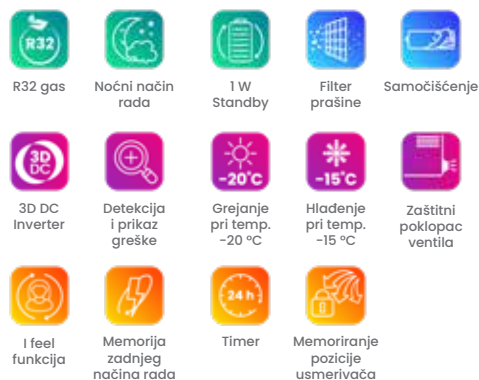 R32
R32 gas
Noćni način
rada
1 W
Standby
Filter
prašine
Samočišćenje
3D
DC
3D DC
Inverter
Detekcija
i prikaz
greške
-20°C
Grejanje
pri temp.
-20 °C
-15°C
Hlađenje
pri temp.
-15 °C
Zaštitni
poklopac
ventila
I feel
funkcija
Memorija
zadnjeg
načina rada
24 h
Timer
Memoriranje
pozicije
usmerivača